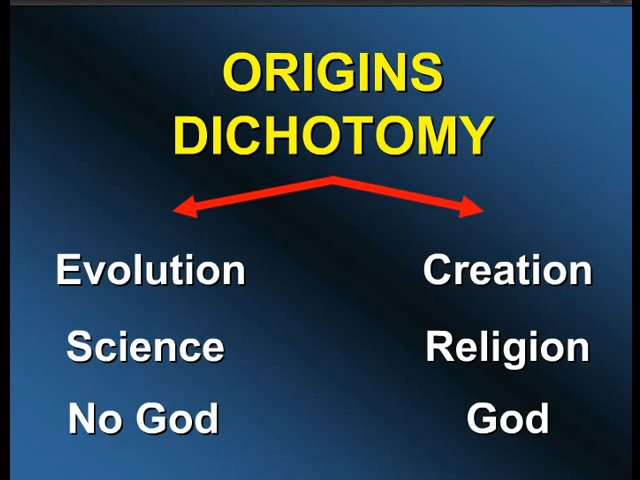 ORIGINS
DICHOTOMY
Evolution
Creation
Science
Religion
No God
God